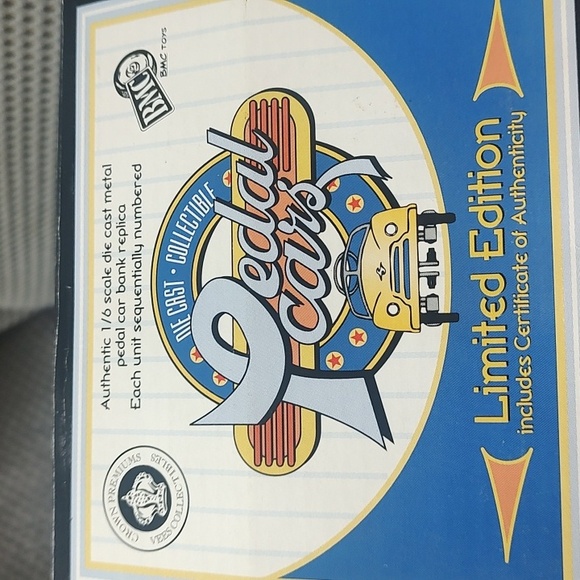 CROWN PREMIUMS
COLLECTIBLES
Authentic 1/6 scale die cast metal
pedal car bank replica
Each unit sequentially numbered
BMC
BMC TOYS
DIE CAST • COLLECTIBLE
Pedal
cars
Limited Edition
includes Certificate of Authenticity